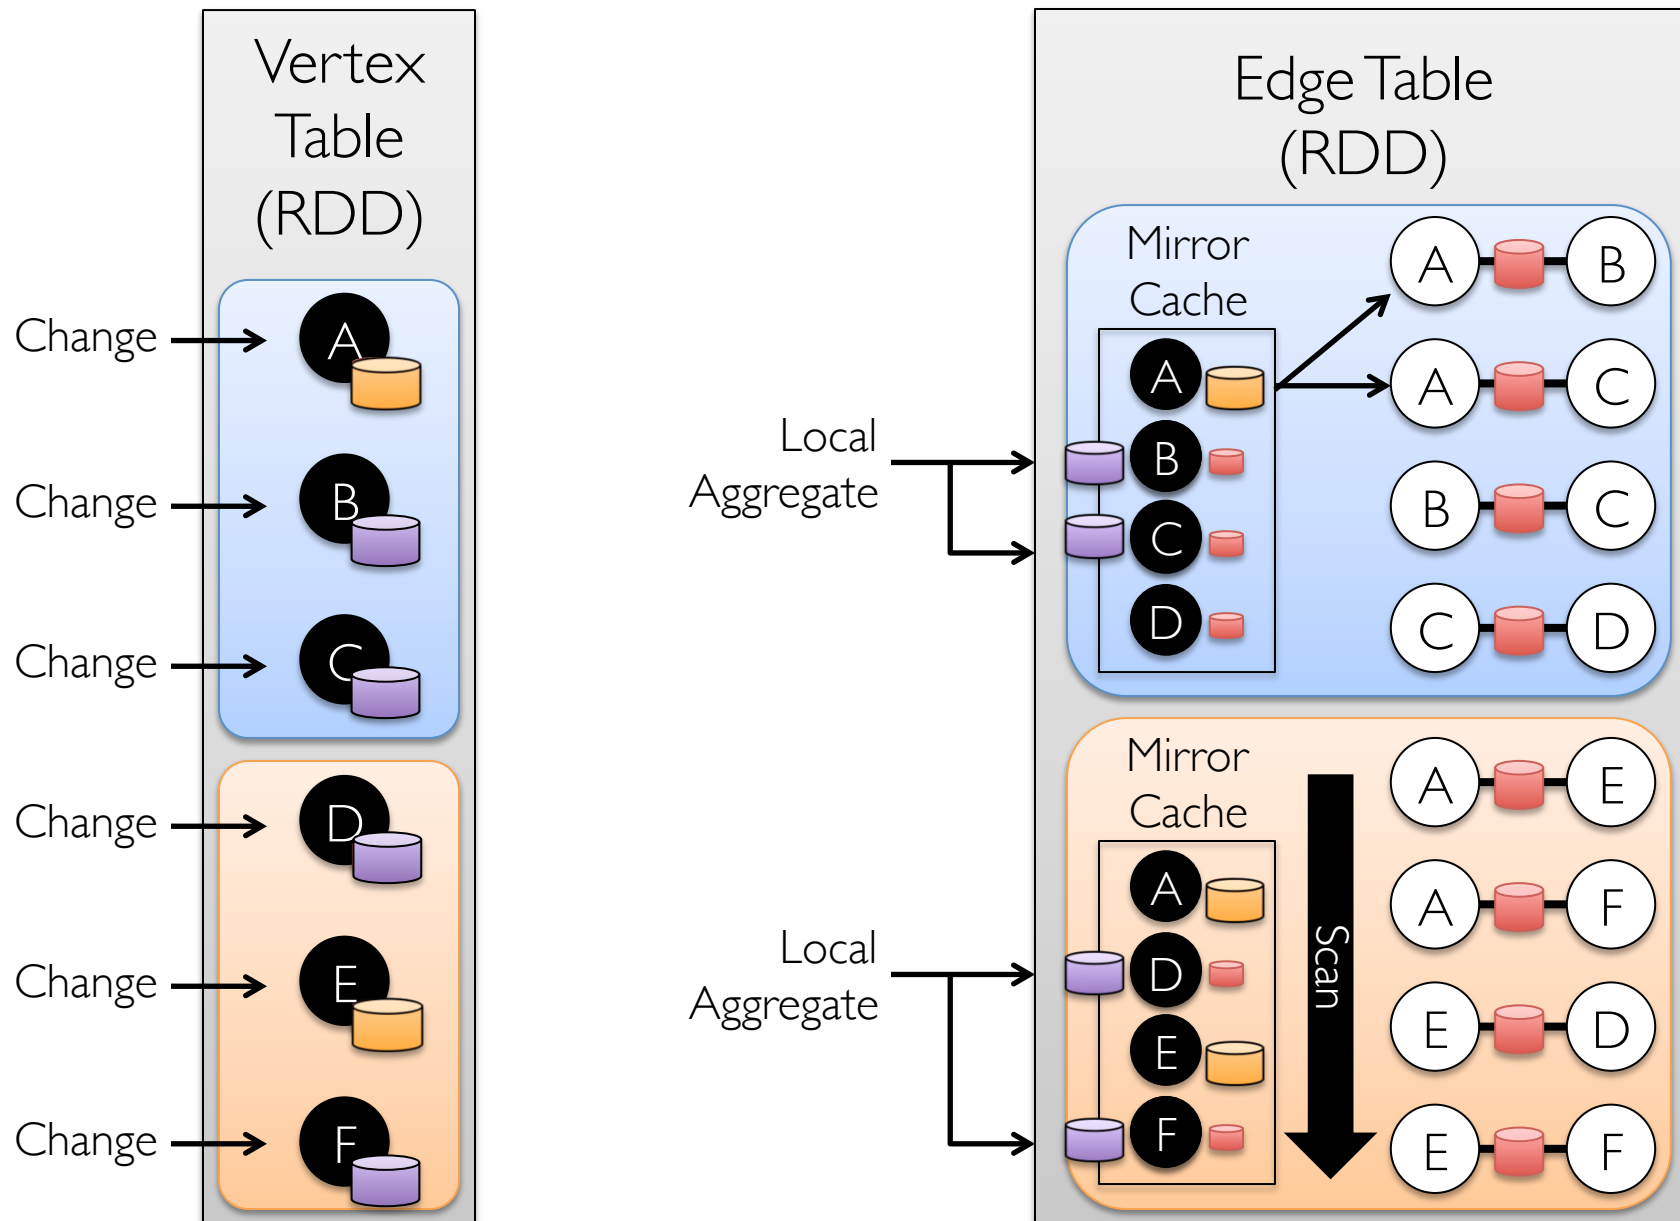 Vertex
Table
(RDD)
Change
A
Change
B
Change
C
Change
D
Change
E
Change
F
Local
Aggregate
Local
Aggregate
Edge Table
(RDD)
Mirror
Cache
A
B
C
D
A B
A C
B C
C D
Mirror
Cache
A
D
E
F
Scan
A E
A F
E D
E F